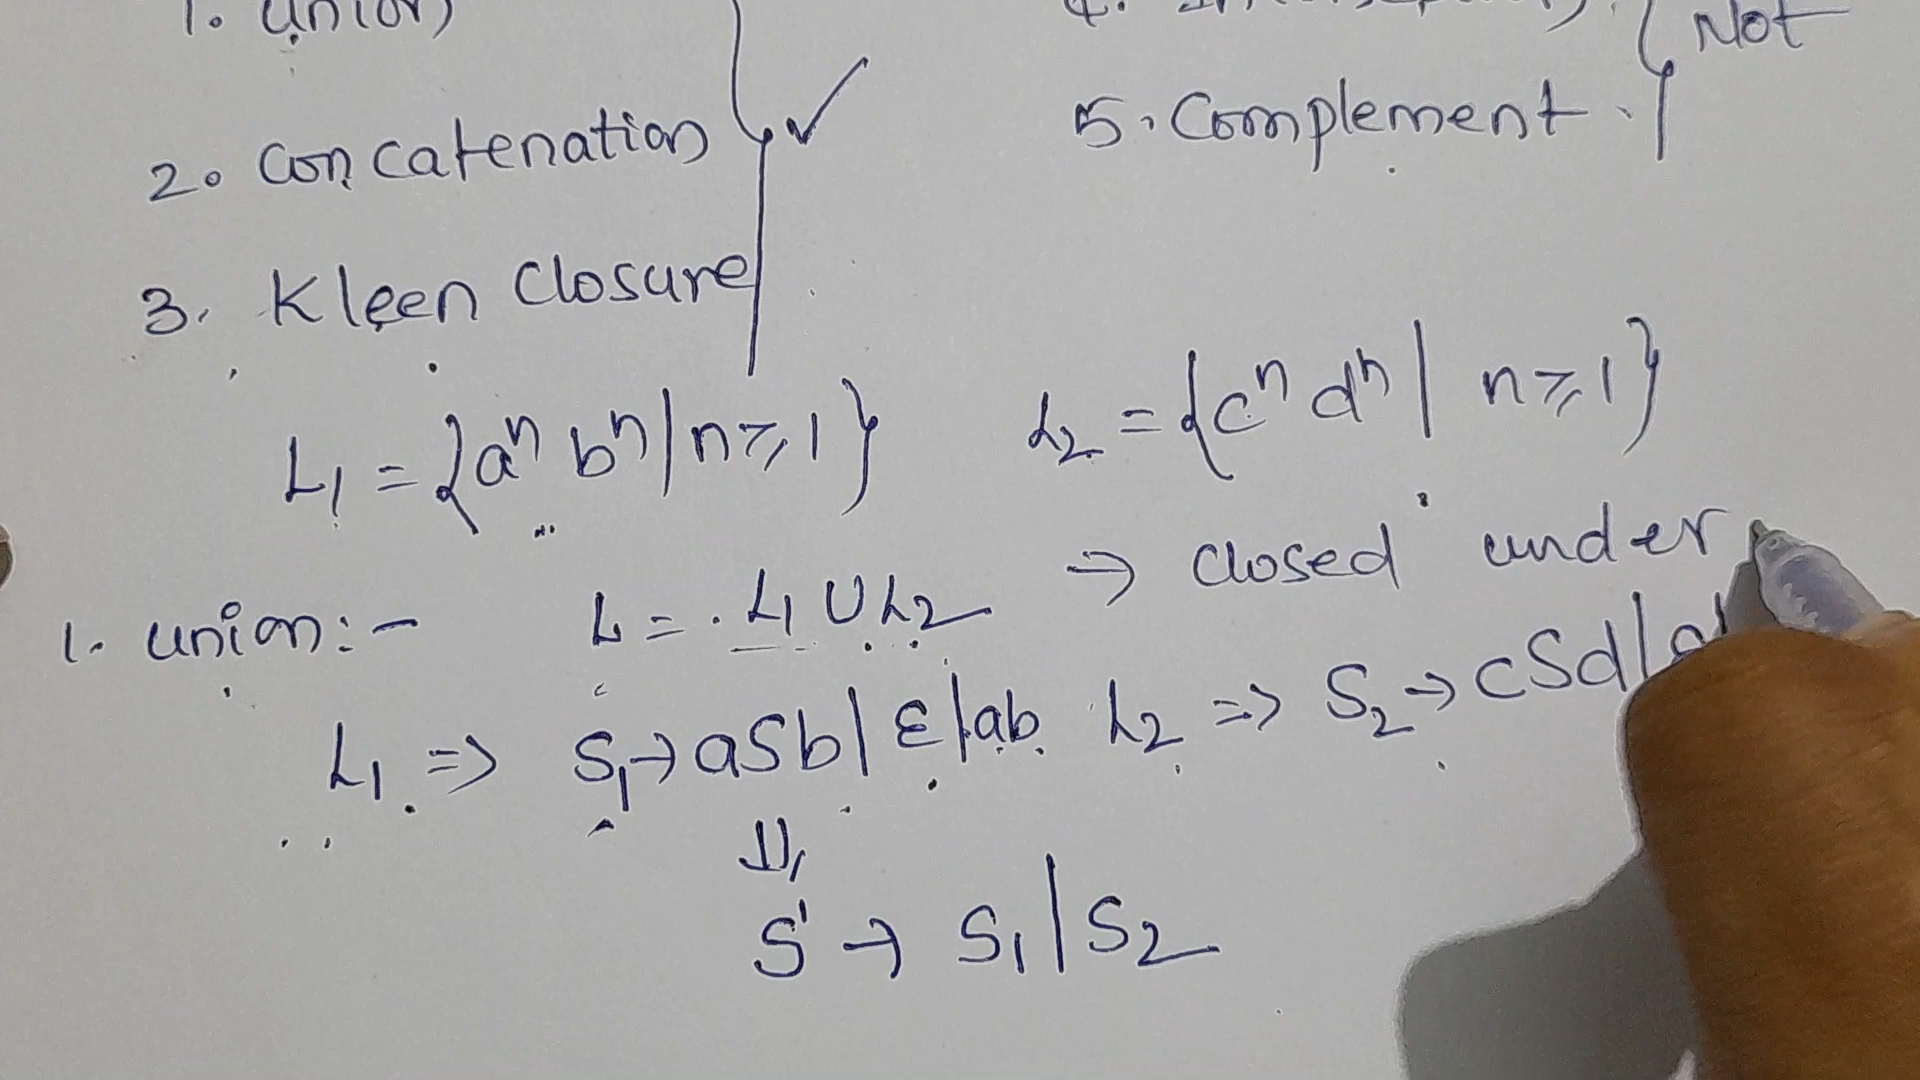 1. union
2. Concatenation ✓
3. Kleen Closure
Not
5. Complement.
L1 = {a^n b^n | n ≥ 1}
L2 = {c^n d^n | n ≥ 1}
1. union:- L = L1 U L2 ⇒ closed under
L1 ⇒ S1 → aSb | ε | ab L2 ⇒ S2 → cSd |
⇓
S' → S1 | S2